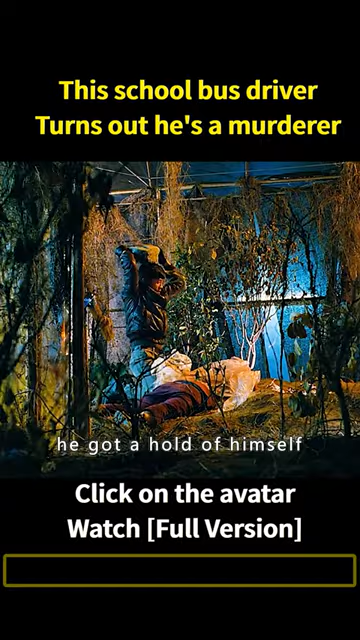 This school bus driver
Turns out he's a murderer
he got a hold of himself
Click on the avatar
Watch [Full Version]